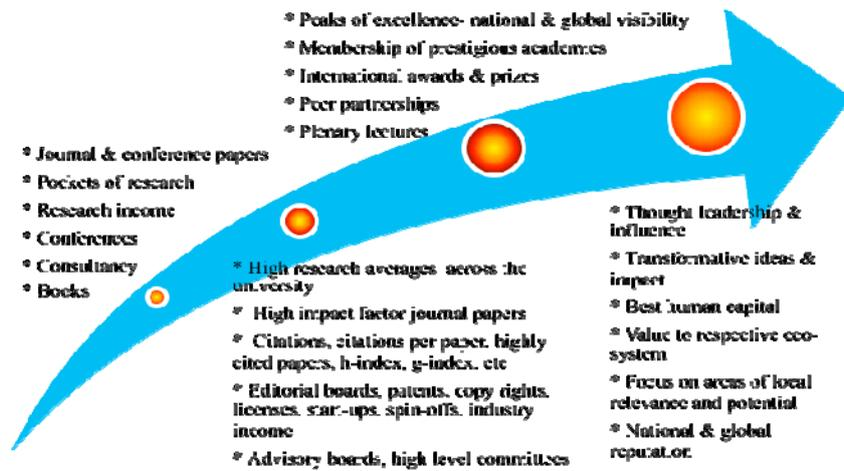 * Peaks of excellence- national & global visibility
* Membership of prestigious academies
* International awards & prizes
* Peer partnerships
* Plenary lectures
* Journal & conference papers
* Pockets of research
* Research income
* Conferences
* Consultancy
* Books
* High research averages across the
university
* High impact factor journal papers
* Citations, citations per paper, highly
cited papers, h-index, g-index, etc
* Editorial boards, patents, copy rights,
licenses, start-ups, spin-offs, industry
income
* Advisory boards, high level committees
* Thought leadership &
influence
* Transformative ideas &
impact
* Best human capital
* Value to respective eco-
system
* Focus on areas of local
relevance and potential
* National & global
reputation